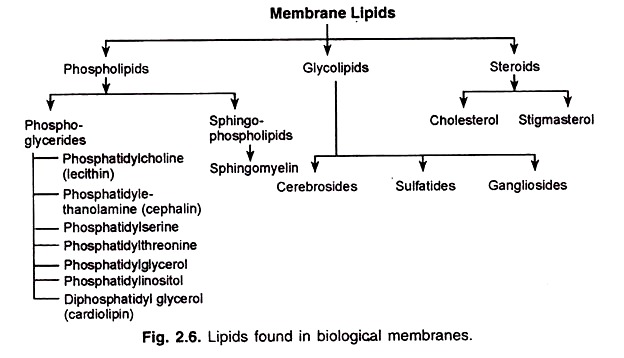 Membrane Lipids
Phospholipids
Glycolipids
Steroids
Phospho-
glycerides
Sphingo-
phospholipids
Cholesterol
Stigmasterol
Phosphatidylcholine
(lecithin)
Sphingomyelin
Cerebrosides
Sulfatides
Gangliosides
Phosphatidyle-
thanolamine (cephalin)
Phosphatidylserine
Phosphatidylthreonine
Phosphatidylglycerol
Phosphatidylinositol
Diphosphatidyl glycerol
(cardiolipin)
Fig. 2.6. Lipids found in biological membranes.